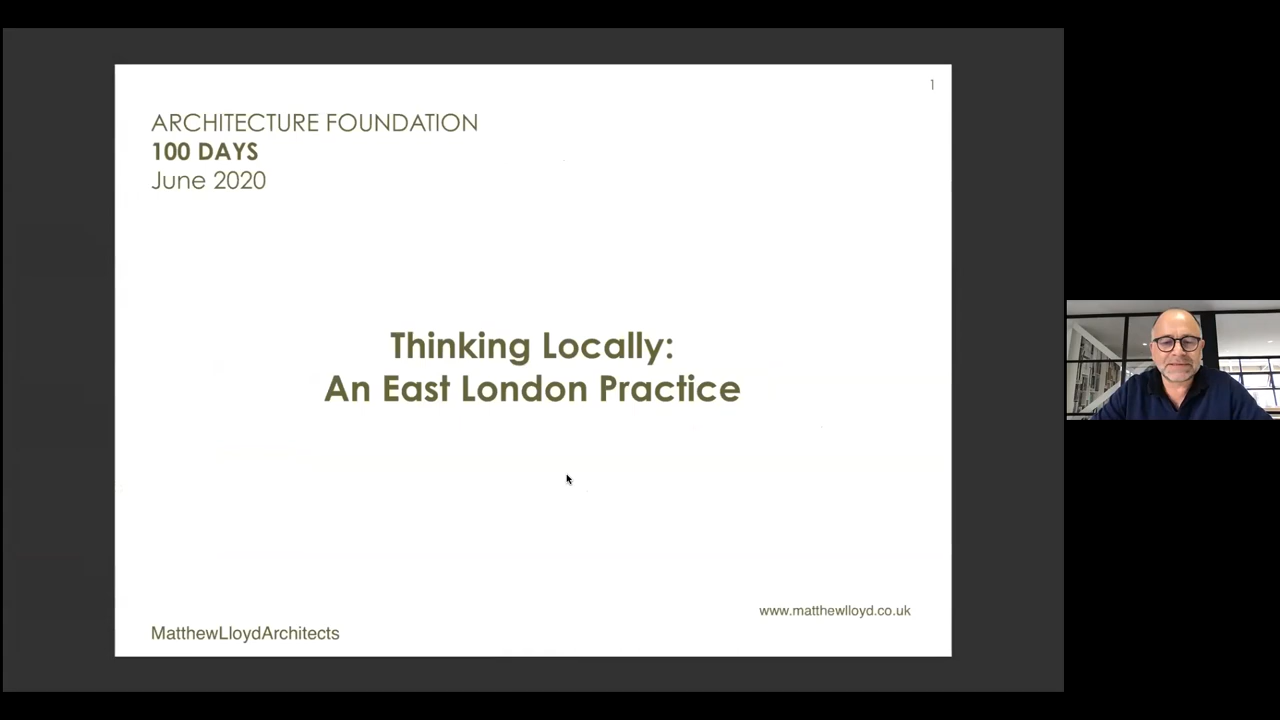 1
ARCHITECTURE FOUNDATION
100 DAYS
June 2020
Thinking Locally:
An East London Practice
www.matthewlloyd.co.uk
MatthewLloydArchitects